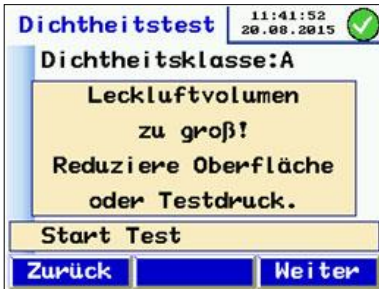 Dichtheitstest
11:41:52
20.08.2015
Dichtheitsklasse:A
Leckluftvolumen
zu groß!
Reduziere Oberfläche
oder Testdruck.
Start Test
Zurück
Weiter